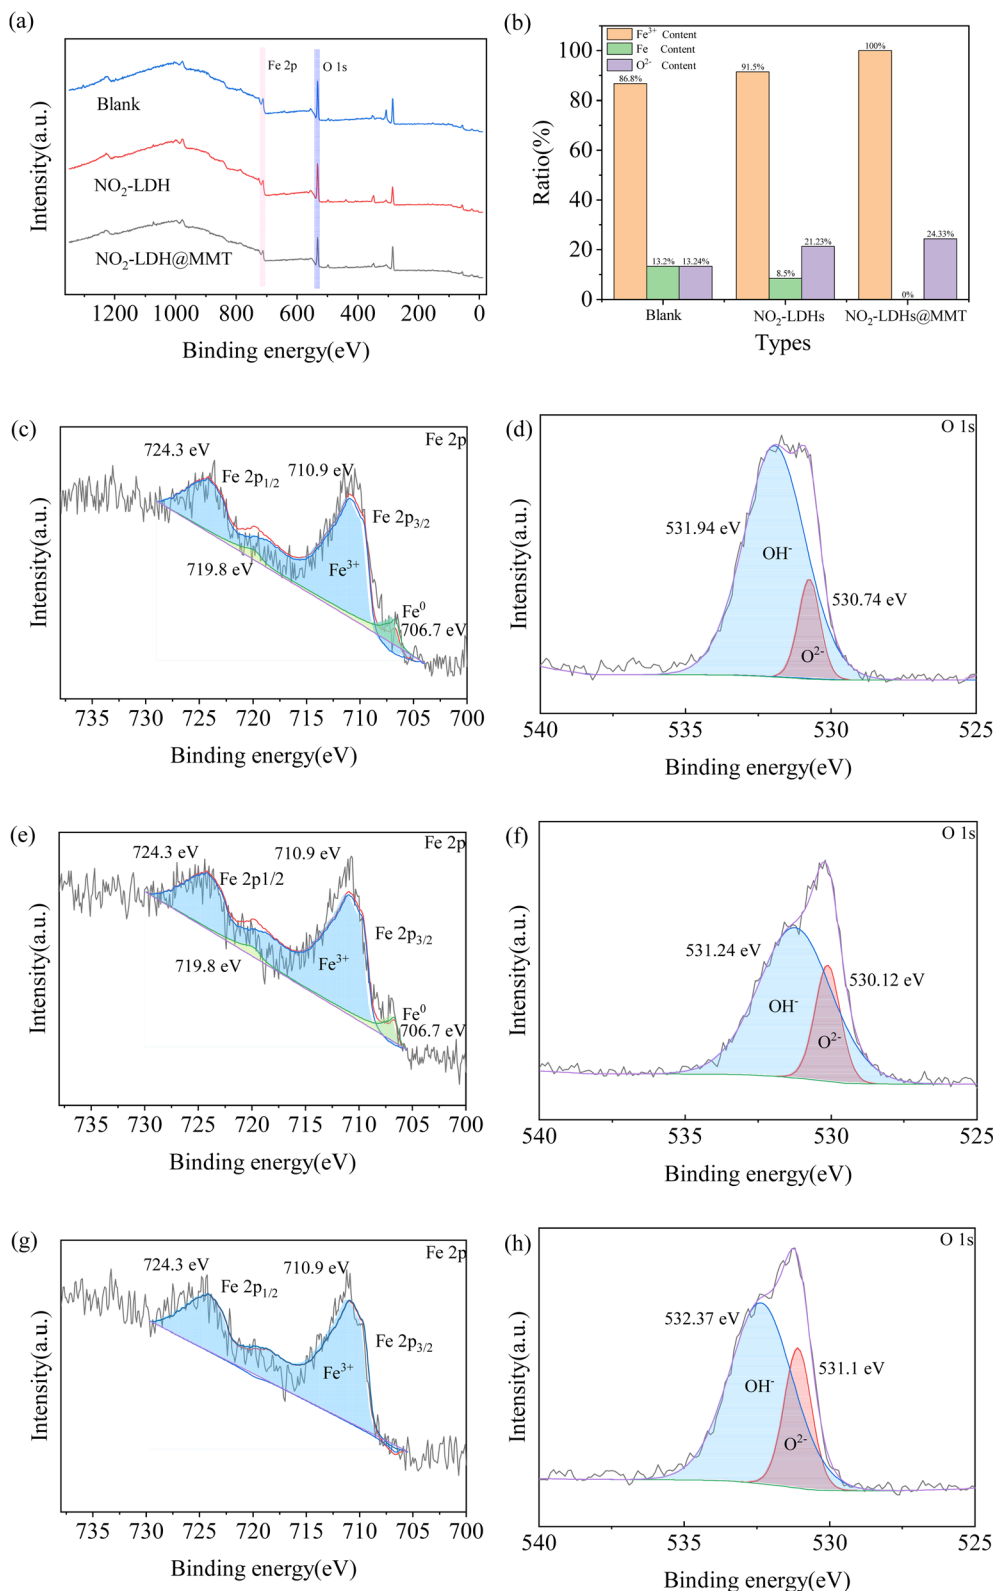 (a)
Intensity(a.u.)
Fe 2p
O 1s
Blank
NO₂-LDH
NO₂-LDH@MMT
1200 1000 800 600 400 200 0
Binding energy(eV)
(b)
Ratio(%)
Fe³⁺ Content
Fe Content
O²⁻ Content
100
80
60
40
20
0
86.8%
13.2%
13.24%
91.5%
8.5%
21.23%
100%
0%
24.33%
Blank NO₂-LDHs NO₂-LDHs@MMT
Types
(c)
Intensity(a.u.)
Fe 2p
724.3 eV
Fe 2p₁/₂
710.9 eV
Fe 2p₃/₂
719.8 eV
Fe³⁺
Fe⁰
706.7 eV
735 730 725 720 715 710 705 700
Binding energy(eV)
(d)
Intensity(a.u.)
O 1s
531.94 eV
OH⁻
530.74 eV
O²⁻
540 535 530 525
Binding energy(eV)
(e)
Intensity(a.u.)
Fe 2p
724.3 eV
Fe 2p1/2
710.9 eV
Fe 2p₃/₂
719.8 eV
Fe³⁺
Fe⁰
706.7 eV
735 730 725 720 715 710 705 700
Binding energy(eV)
(f)
Intensity(a.u.)
O 1s
531.24 eV
530.12 eV
OH⁻
O²⁻
540 535 530 525
Binding energy(eV)
(g)
Intensity(a.u.)
Fe 2p
724.3 eV
Fe 2p₁/₂
710.9 eV
Fe 2p₃/₂
Fe³⁺
735 730 725 720 715 710 705 700
Binding energy(eV)
(h)
Intensity(a.u.)
O 1s
532.37 eV
531.1 eV
OH⁻
O²⁻
540 535 530 525
Binding energy(eV)